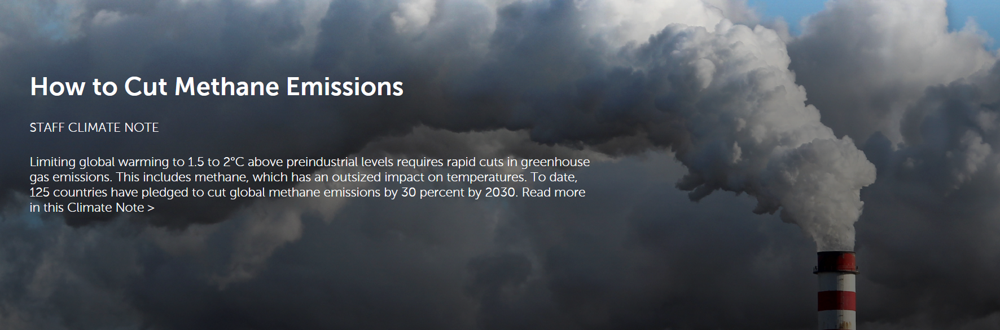 How to Cut Methane Emissions
STAFF CLIMATE NOTE
Limiting global warming to 1.5 to 2°C above preindustrial levels requires rapid cuts in greenhouse
gas emissions. This includes methane, which has an outsized impact on temperatures. To date,
125 countries have pledged to cut global methane emissions by 30 percent by 2030. Read more
in this Climate Note >